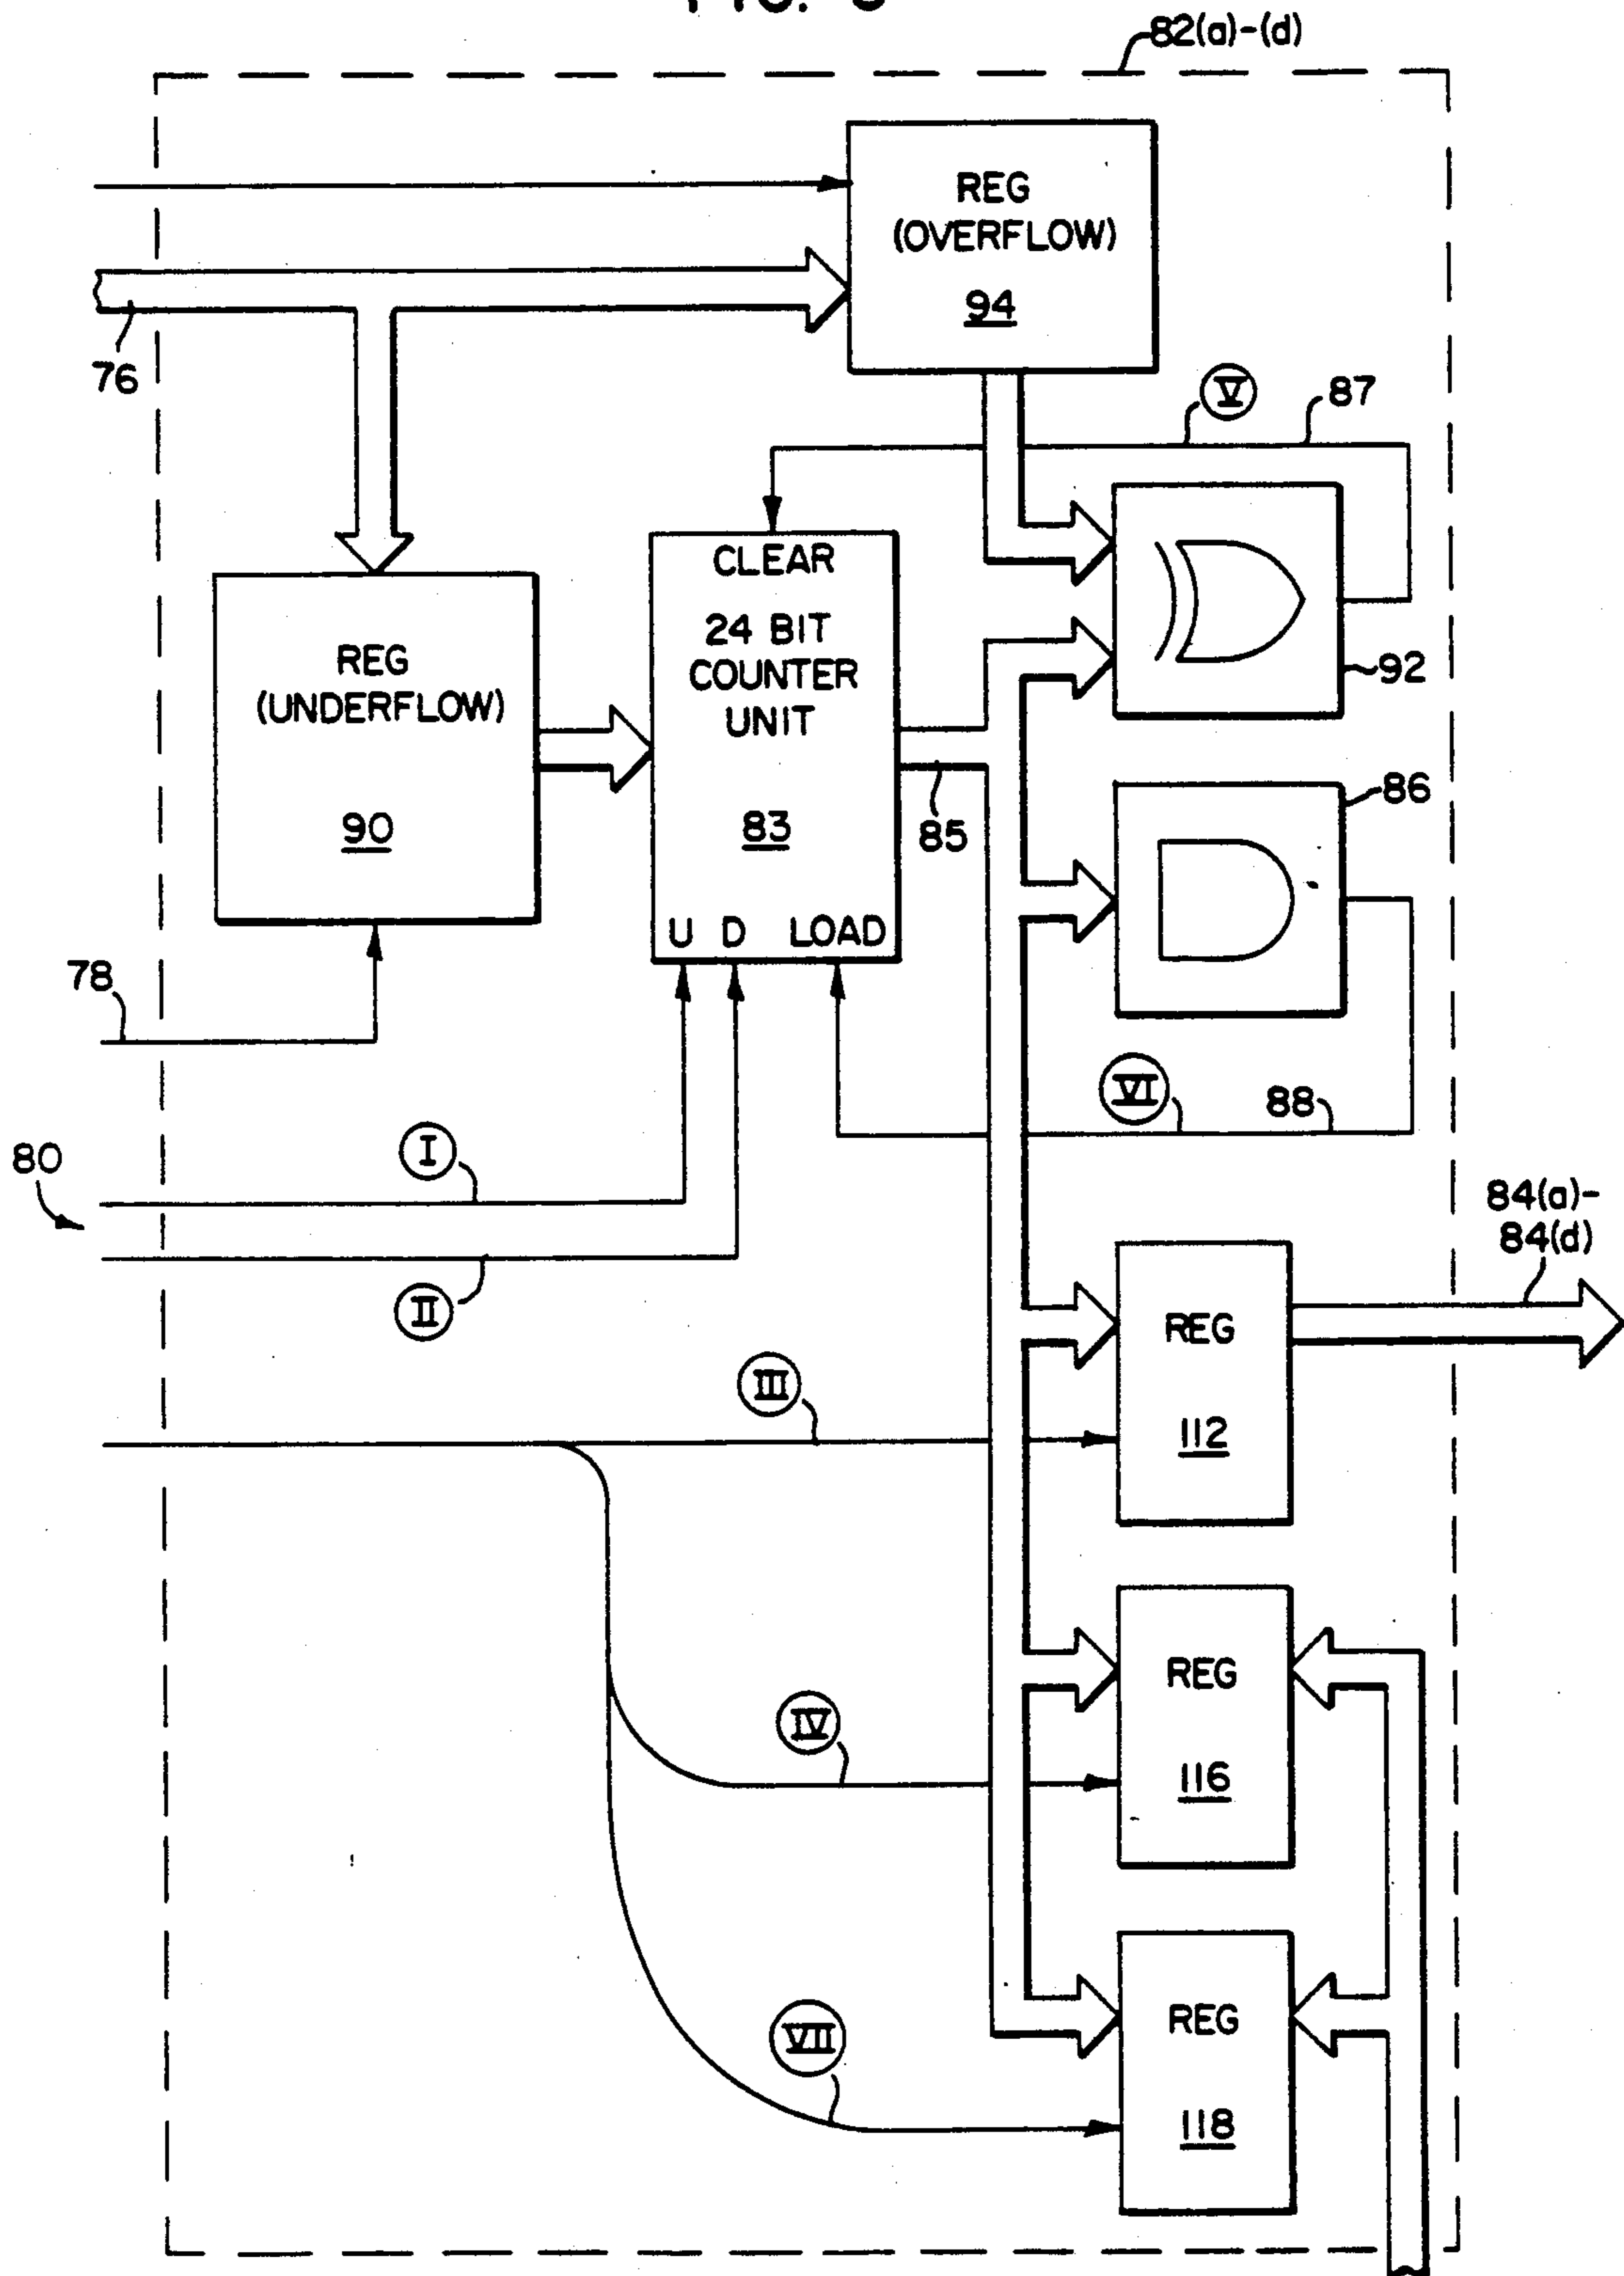 82(a)-(d)
REG
(OVERFLOW)
94
76
V
87
CLEAR
24 BIT
COUNTER
UNIT
83
U D LOAD
REG
(UNDERFLOW)
90
92
85
86
78
VI
88
80
I
II
84(a)-
84(d)
III
REG
112
IV
REG
116
VII
REG
118